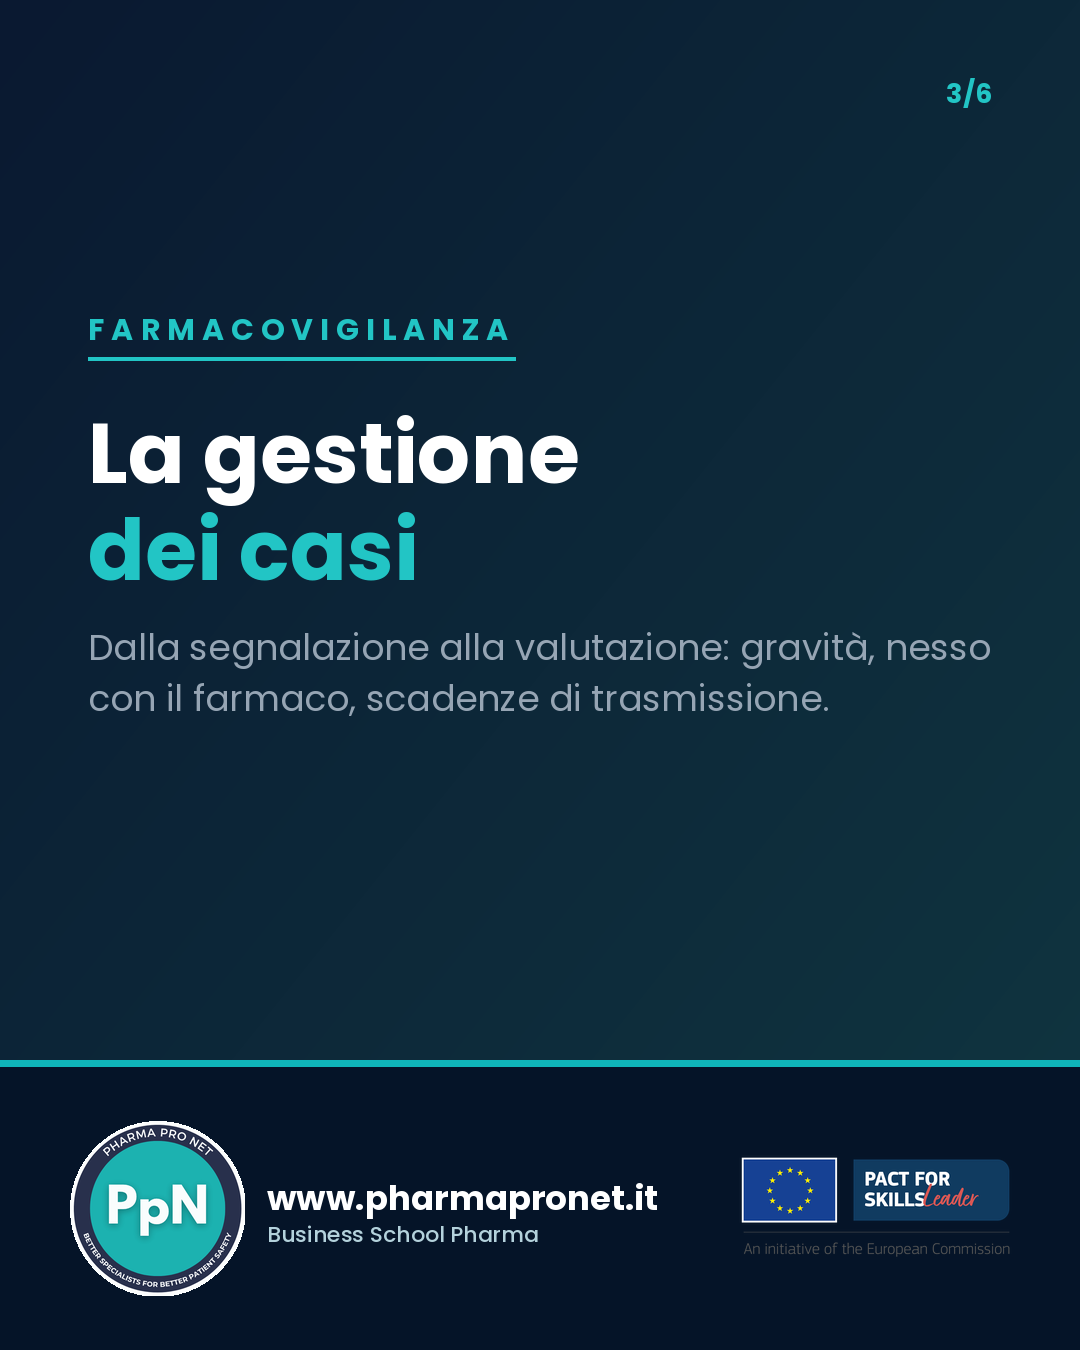 3/6
FARMACOVIGILANZA
La gestione
dei casi
Dalla segnalazione alla valutazione: gravità, nesso
con il farmaco, scadenze di trasmissione.
PHARMA PRO NET
PpN
BETTER SPECIALISTS FOR BETTER PATIENT SAFETY
www.pharmapronet.it
Business School Pharma
PACT FOR
SKILLS Leader
An initiative of the European Commission